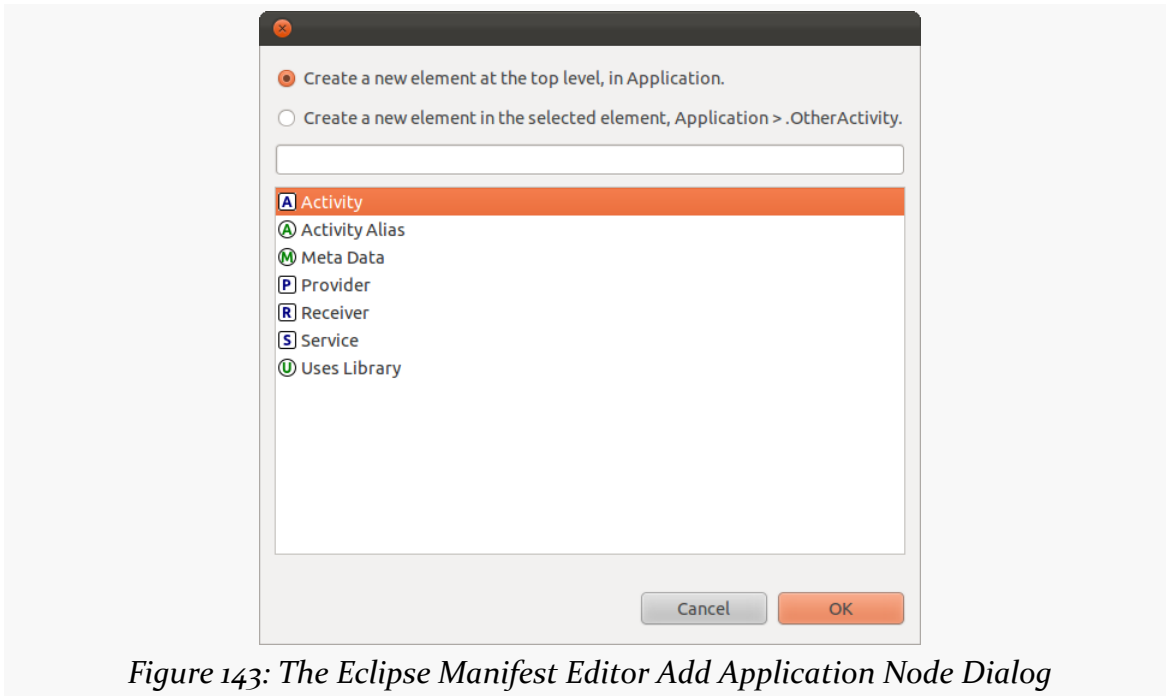 Create a new element at the top level, in Application.
Create a new element in the selected element, Application > .OtherActivity.
A Activity
A Activity Alias
M Meta Data
P Provider
R Receiver
S Service
U Uses Library
Cancel OK
Figure 143: The Eclipse Manifest Editor Add Application Node Dialog